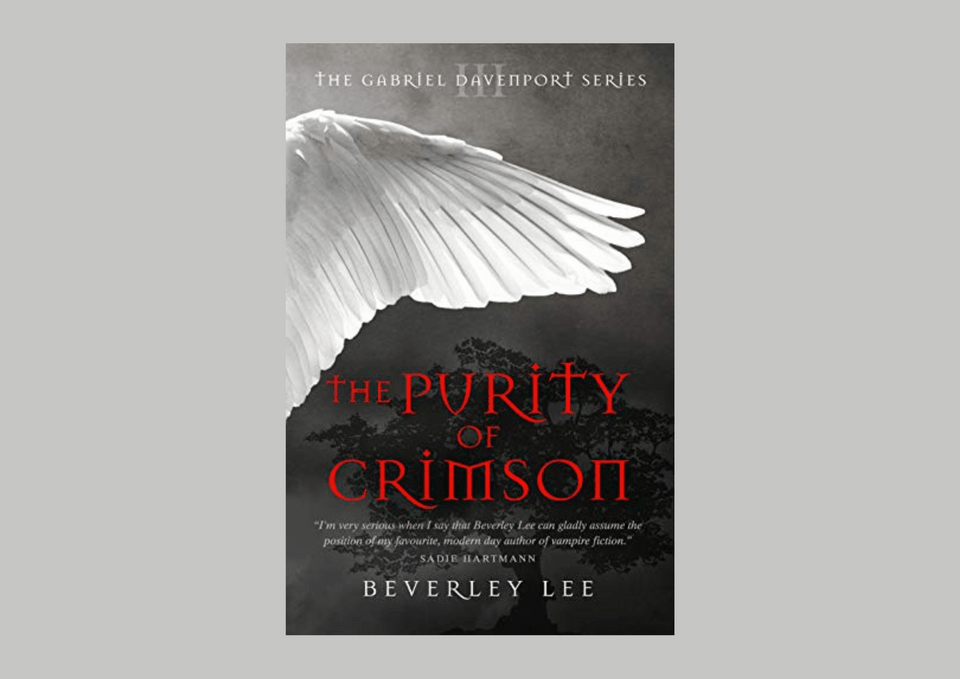 THE GABRIEL DAVENPORT SERIES
III
THE PURITY
OF
CRIMSON
"I'm very serious when I say that Beverley Lee can gladly assume the
position of my favourite, modern day author of vampire fiction."
SADIE HARTMANN
BEVERLEY LEE